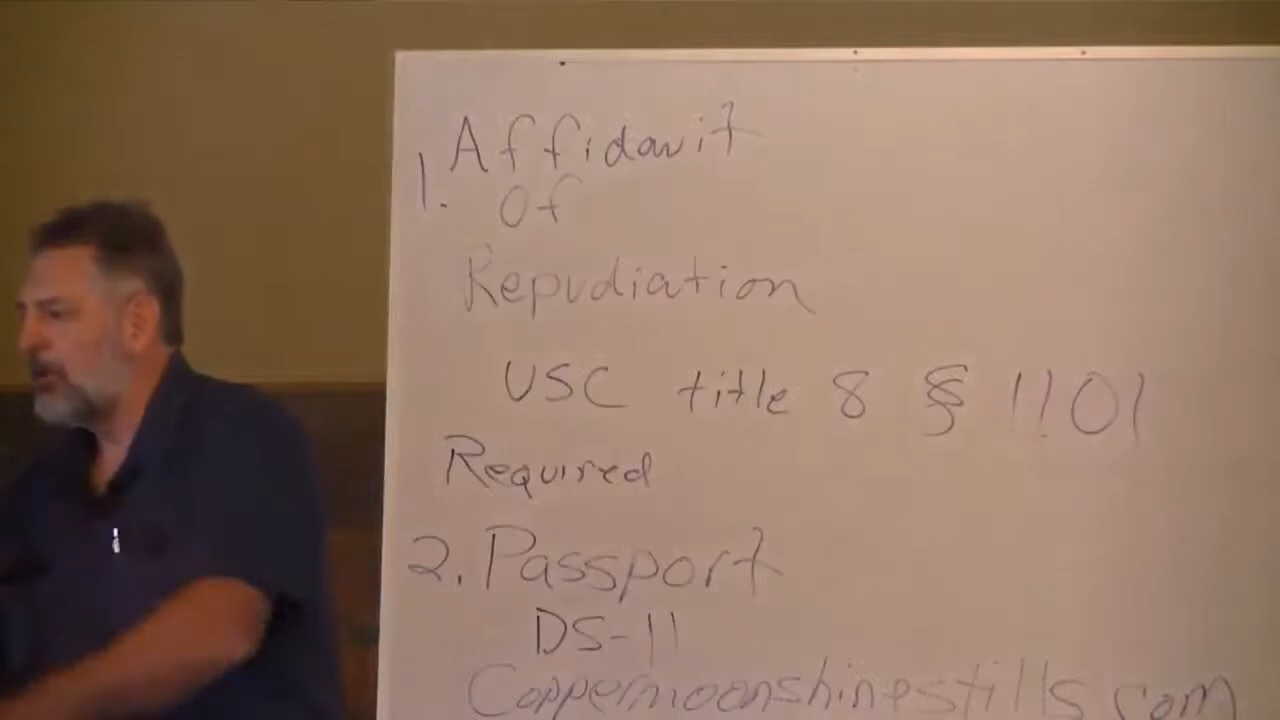 1. Affidavit
Of
Repudiation
USC title 8 § 1101
Required
2. Passport
DS-11
Coppermoonshinestills.com